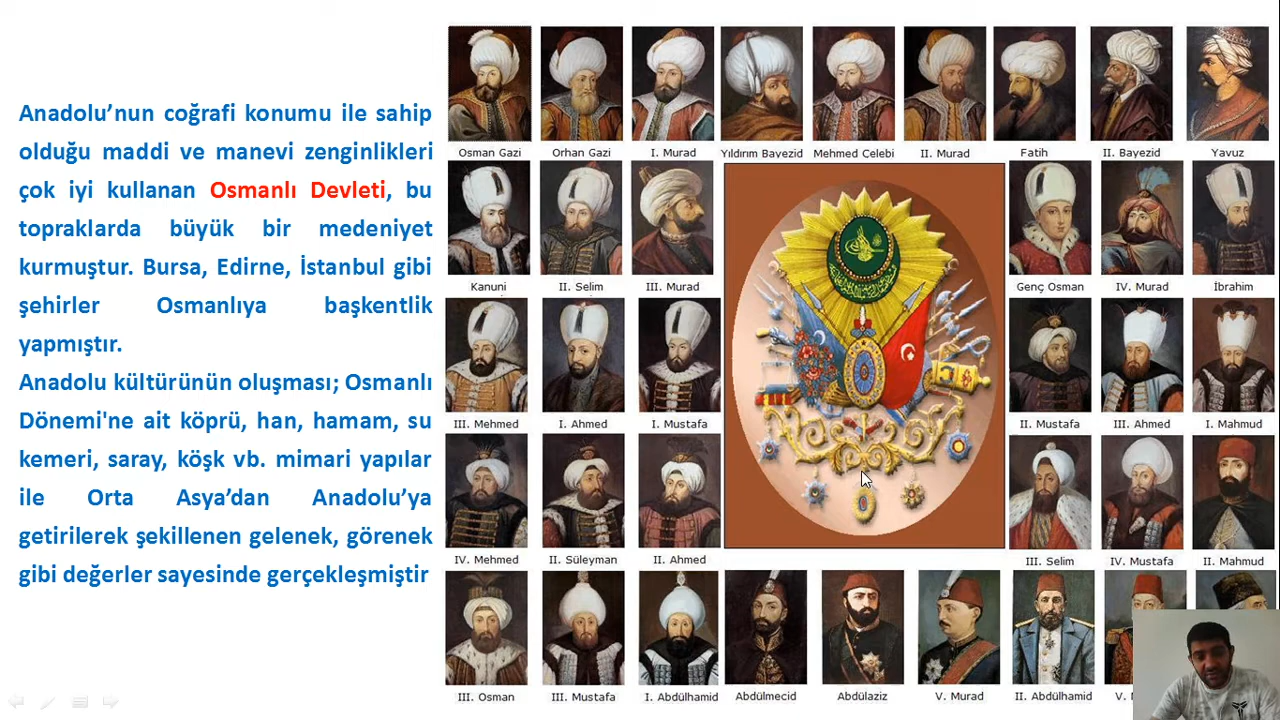 Anadolu’nun coğrafi konumu ile sahip
olduğu maddi ve manevi zenginlikleri
çok iyi kullanan Osmanlı Devleti, bu
topraklarda büyük bir medeniyet
kurmuştur. Bursa, Edirne, İstanbul gibi
şehirler Osmanlıya başkentlik
yapmıştır.
Anadolu kültürünün oluşması; Osmanlı
Dönemi'ne ait köprü, han, hamam, su
kemeri, saray, köşk vb. mimari yapılar
ile Orta Asya’dan Anadolu’ya
getirilerek şekillenen gelenek, görenek
gibi değerler sayesinde gerçekleşmiştir
Osman Gazi Orhan Gazi I. Murad Yıldırım Bayezid Mehmed Çelebi II. Murad Fatih II. Bayezid Yavuz
Kanuni II. Selim III. Murad Genç Osman IV. Murad İbrahim
III. Mehmed I. Ahmed I. Mustafa II. Mustafa III. Ahmed I. Mahmud
IV. Mehmed II. Süleyman II. Ahmed III. Selim IV. Mustafa II. Mahmud
III. Osman III. Mustafa I. Abdülhamid Abdülmecid Abdülaziz V. Murad II. Abdülhamid V.